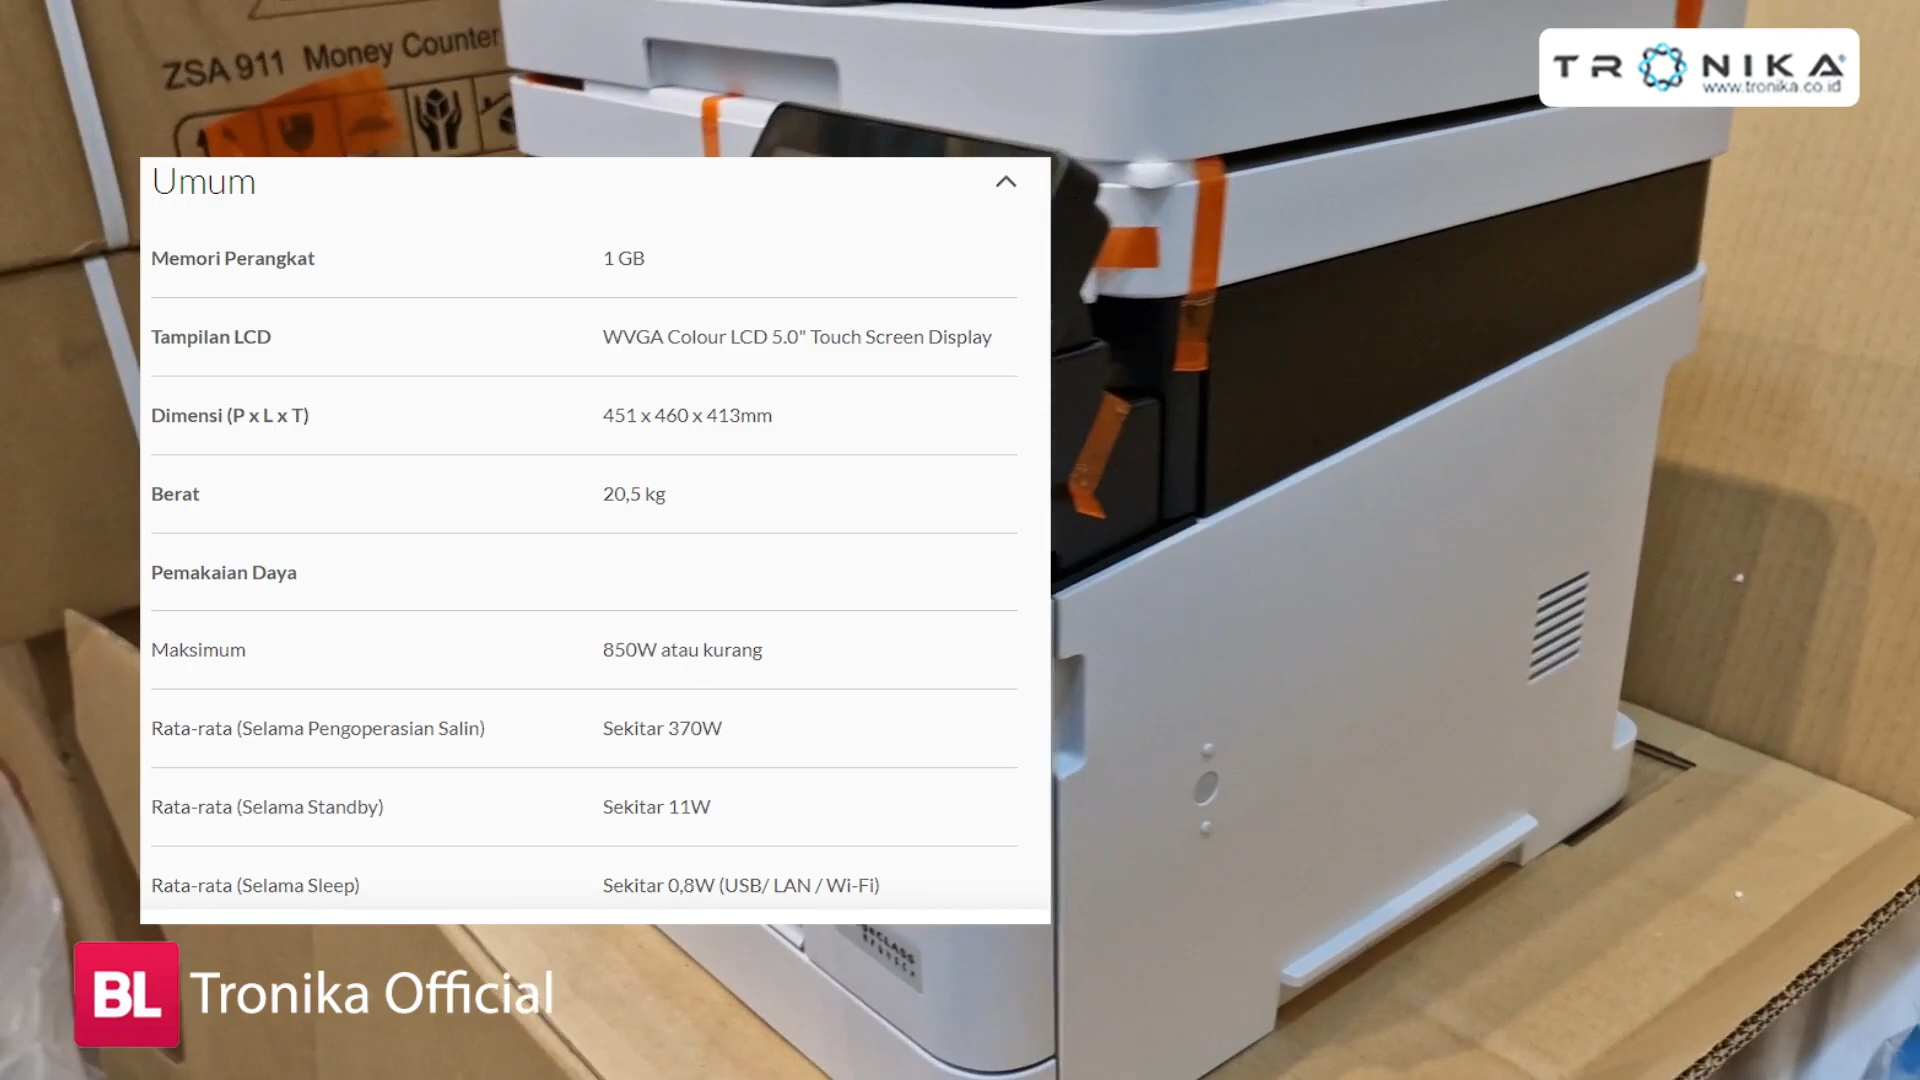 ZSA 911 Money Counter
TRONIKA
www.tronika.co.id
Umum
Memori Perangkat 1 GB
Tampilan LCD WVGA Colour LCD 5.0" Touch Screen Display
Dimensi (P x L x T) 451 x 460 x 413mm
Berat 20,5 kg
Pemakaian Daya
Maksimum 850W atau kurang
Rata-rata (Selama Pengoperasian Salin) Sekitar 370W
Rata-rata (Selama Standby) Sekitar 11W
Rata-rata (Selama Sleep) Sekitar 0,8W (USB/ LAN / Wi-Fi)
BL Tronika Official